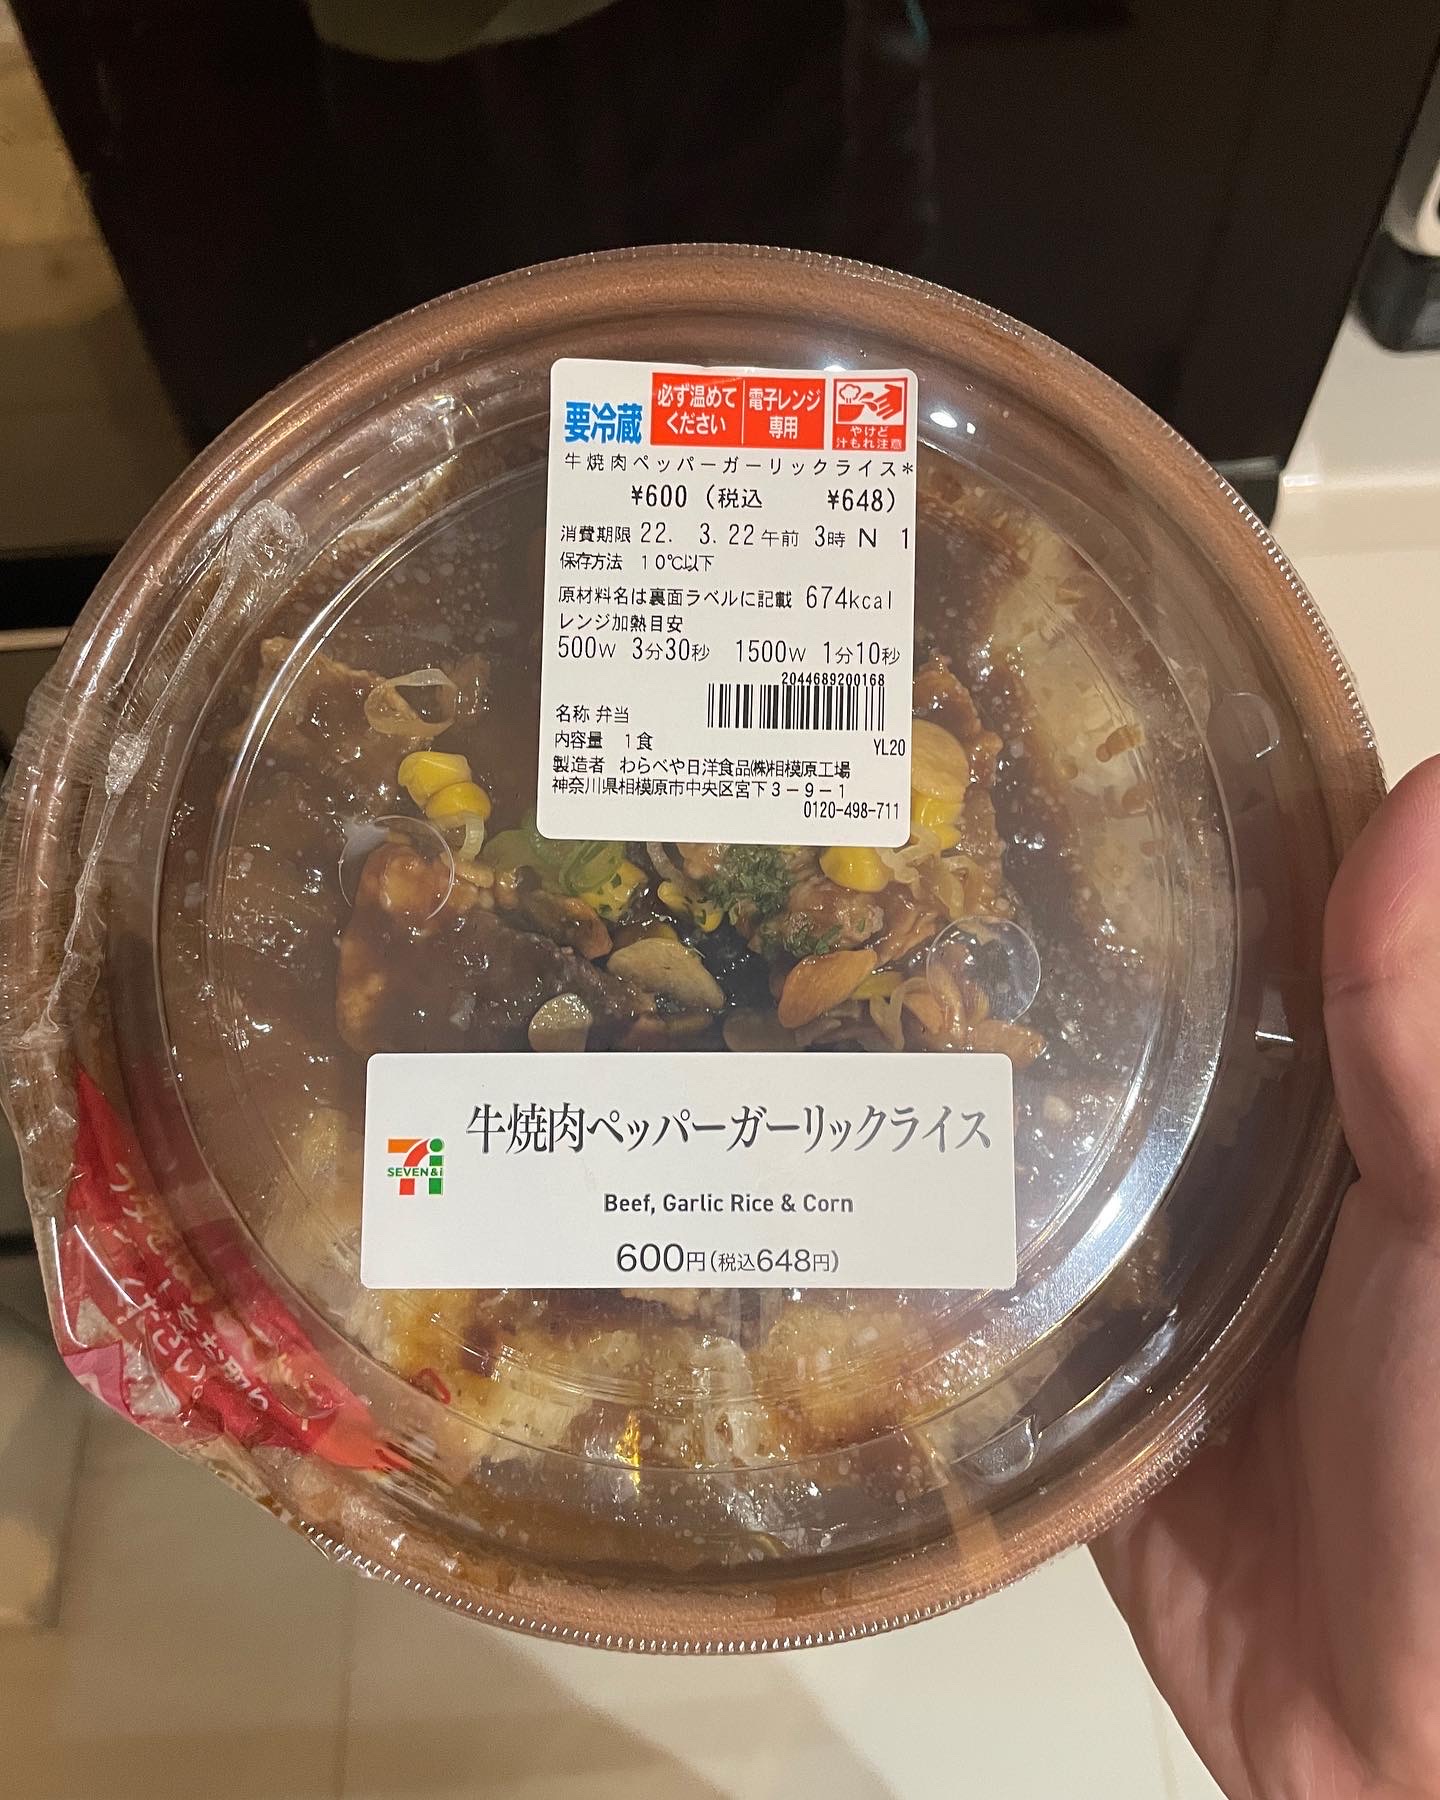 要冷蔵
必ず温めて
ください
電子レンジ
専用
やけど
汁もれ注意
牛焼肉ペッパーガーリックライス*
¥600 (税込 ¥648)
消費期限 22. 3. 22 午前 3時 N 1
保存方法 10℃以下
原材料名は裏面ラベルに記載 674kcal
レンジ加熱目安
500W 3分30秒 1500W 1分10秒
2044689200168
名称 弁当
内容量 1食
YL20
製造者 わらべや日洋食品㈱相模原工場
神奈川県相模原市中央区宮下3-9-1
0120-498-711
SEVEN&i
牛焼肉ペッパーガーリックライス
Beef, Garlic Rice & Corn
600円(税込648円)
ください。